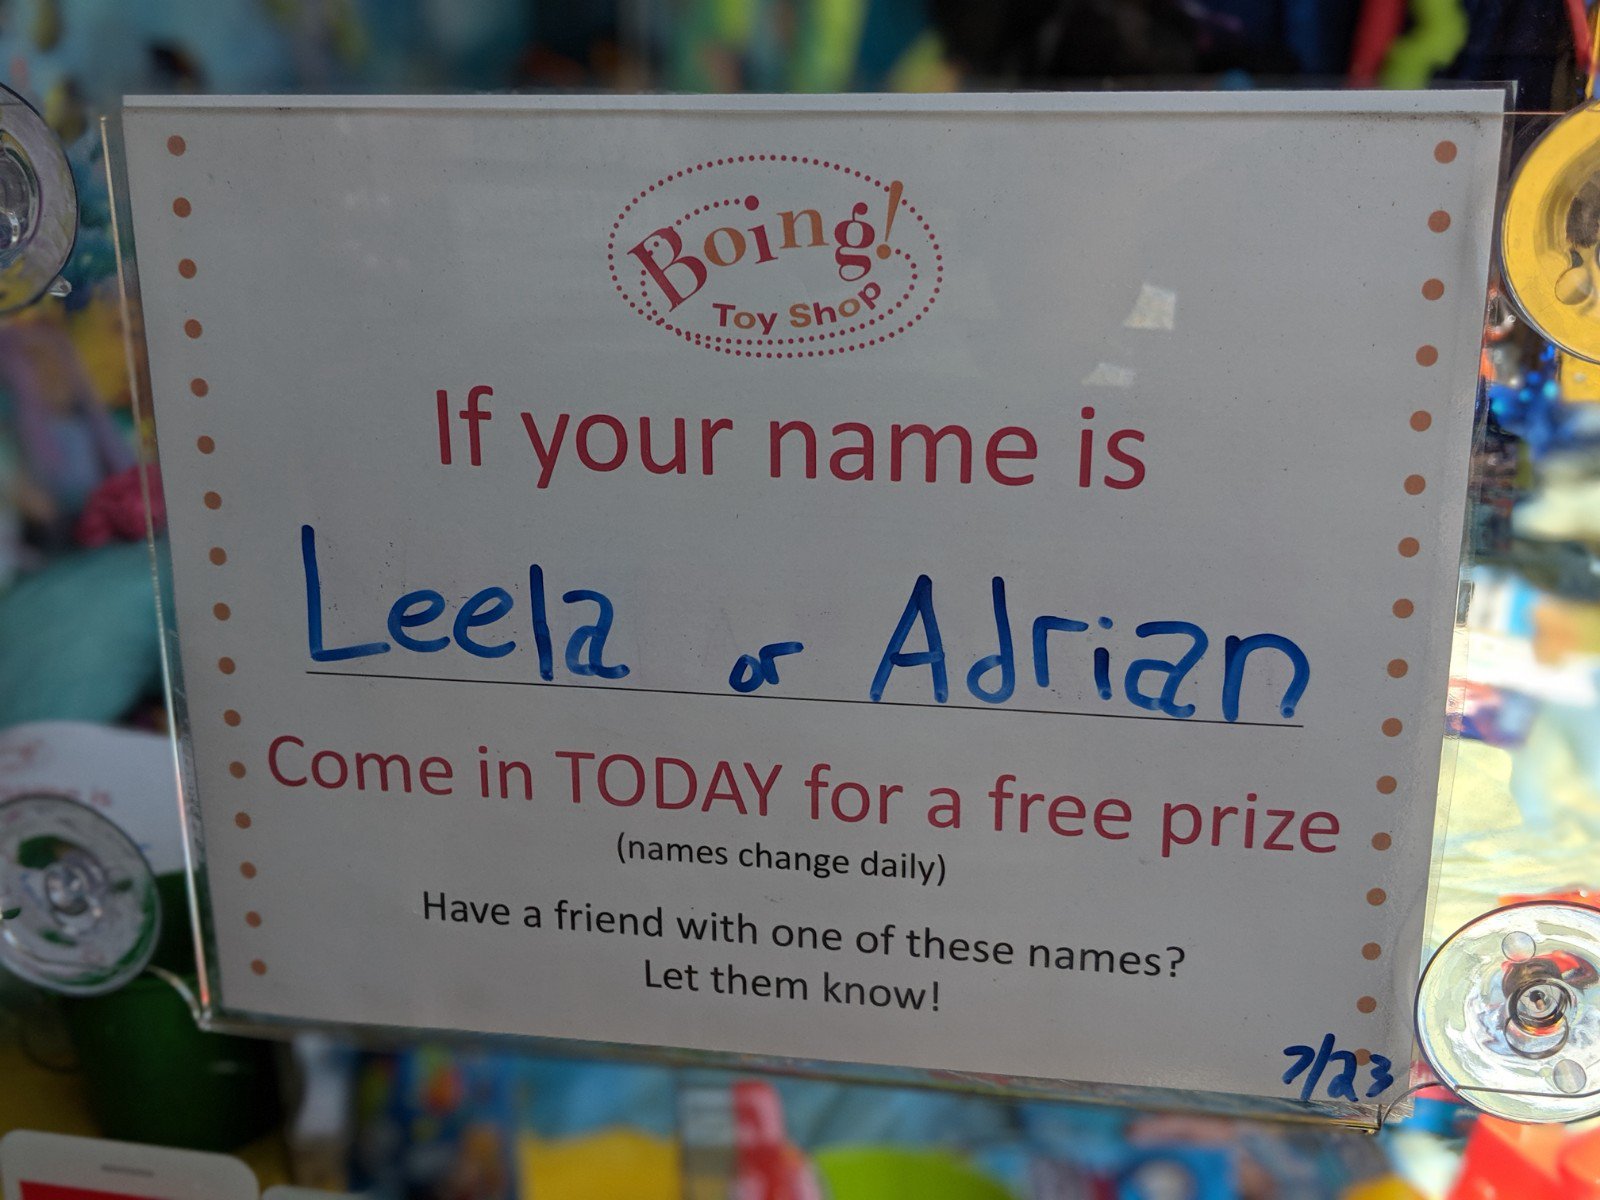 Boing!
Toy Shop
If your name is
Leela or Adrian
Come in TODAY for a free prize
(names change daily)
Have a friend with one of these names?
Let them know!
7/23